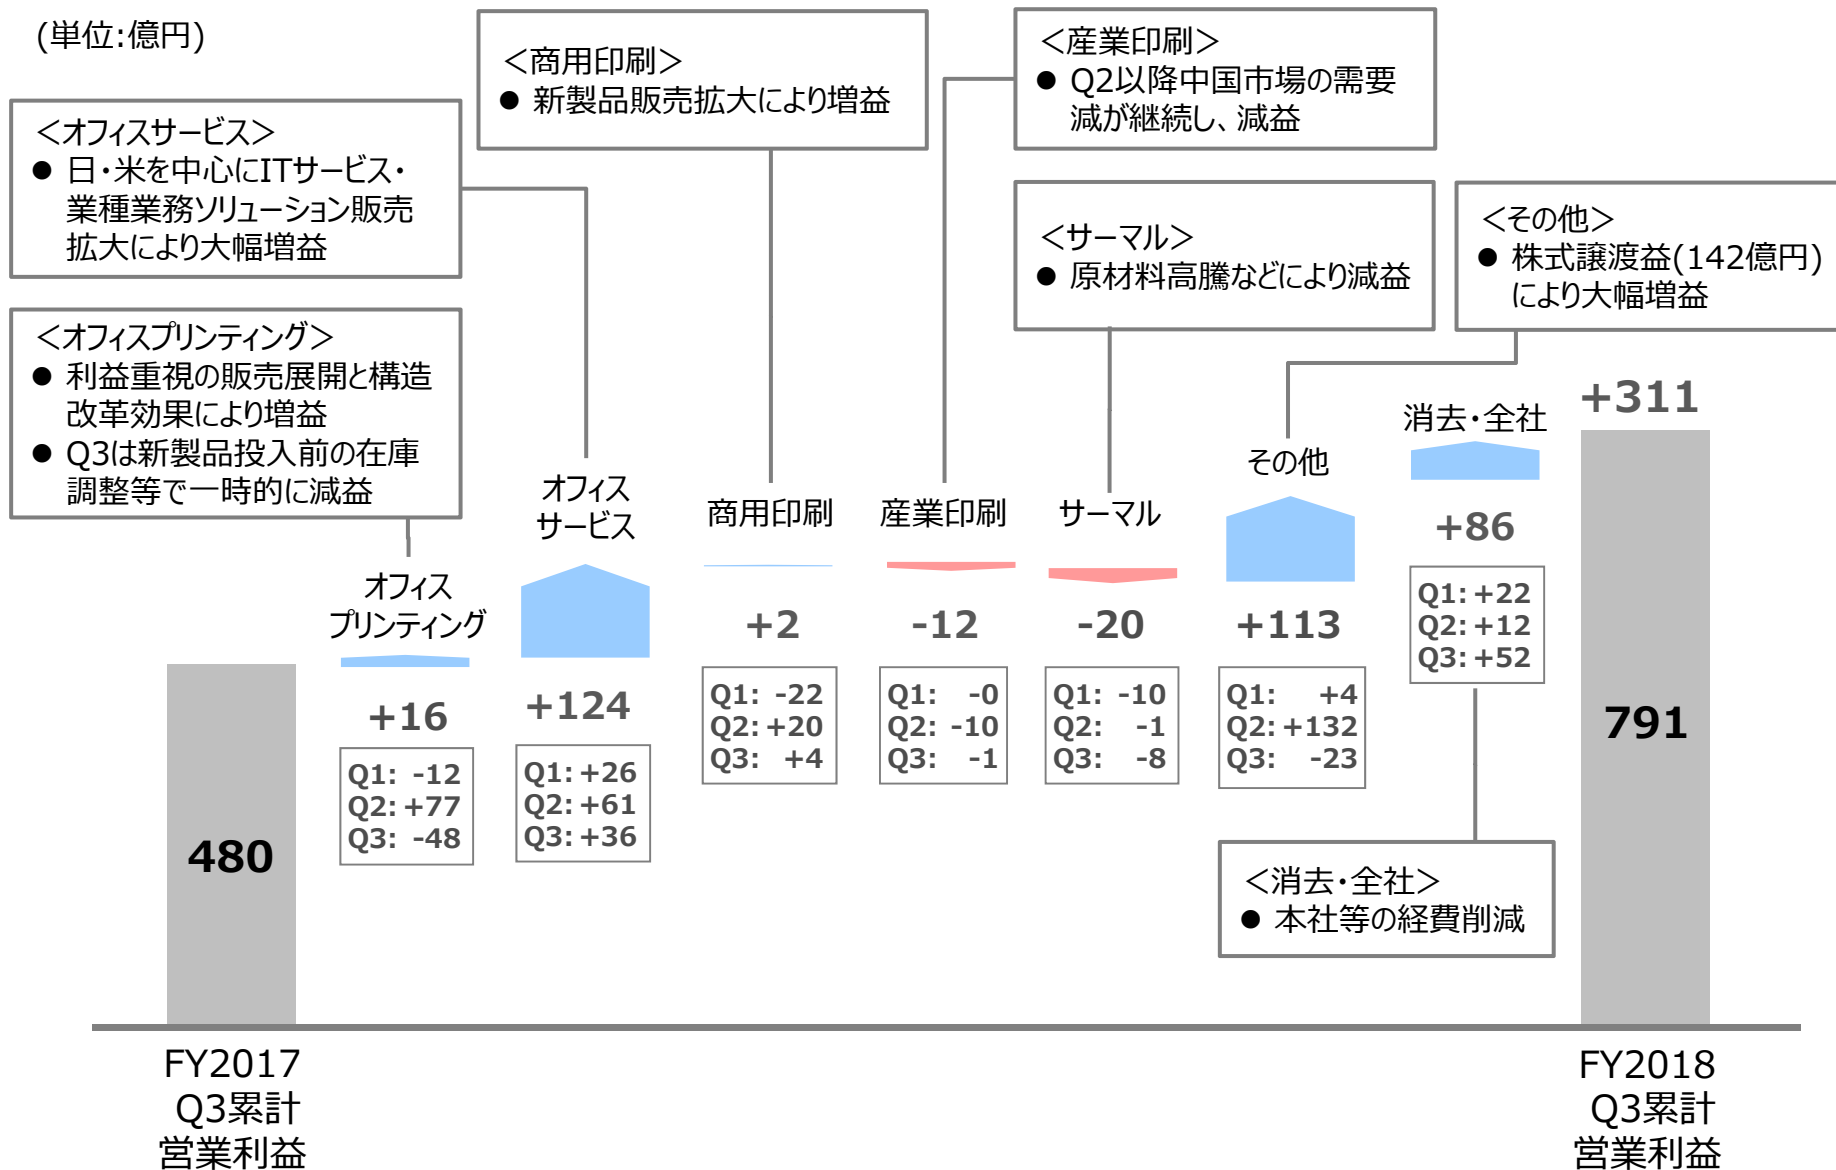 (単位:億円)
<オフィスサービス>
● 日・米を中心にITサービス・
業種業務ソリューション販売
拡大により大幅増益
<オフィスプリンティング>
● 利益重視の販売展開と構造
改革効果により増益
● Q3は新製品投入前の在庫
調整等で一時的に減益
<商用印刷>
● 新製品販売拡大により増益
<産業印刷>
● Q2以降中国市場の需要
減が継続し、減益
<サーマル>
● 原材料高騰などにより減益
<その他>
● 株式譲渡益(142億円)
により大幅増益
480
オフィス
プリンティング
+16
Q1: -12
Q2: +77
Q3: -48
オフィス
サービス
+124
Q1: +26
Q2: +61
Q3: +36
商用印刷
+2
Q1: -22
Q2: +20
Q3: +4
産業印刷
-12
Q1: -0
Q2: -10
Q3: -1
サーマル
-20
Q1: -10
Q2: -1
Q3: -8
その他
+113
Q1: +4
Q2: +132
Q3: -23
消去・全社
+86
Q1: +22
Q2: +12
Q3: +52
<消去・全社>
● 本社等の経費削減
+311
791
FY2017
Q3累計
営業利益
FY2018
Q3累計
営業利益